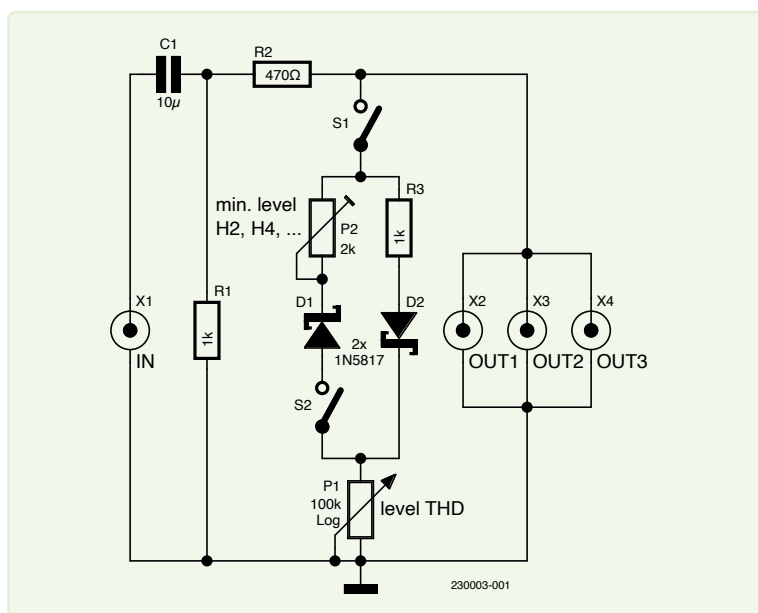 C1
10µ
R2
470Ω
S1
min. level
H2, H4, ...
P2
2k
R3
1k
X1
IN
R1
1k
D1
D2
2x
1N5817
S2
X2
X3
X4
OUT1
OUT2
OUT3
P1
100k
Log
level THD
230003-001